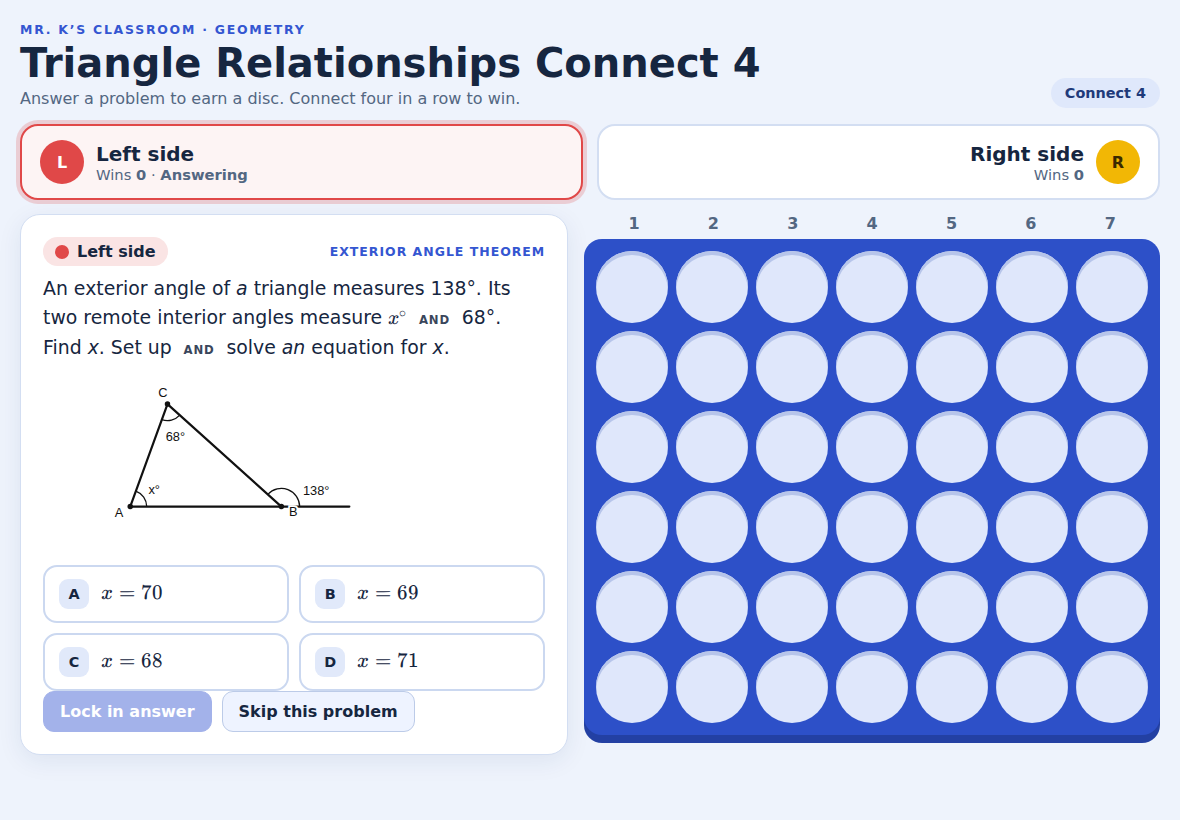 MR. K’S CLASSROOM · GEOMETRY
Triangle Relationships Connect 4
Answer a problem to earn a disc. Connect four in a row to win.
Connect 4
L
Left side
Wins 0 · Answering
Right side
Wins 0
R
Left side
EXTERIOR ANGLE THEOREM
An exterior angle of a triangle measures 138°. Its
two remote interior angles measure x° AND 68°.
Find x. Set up AND solve an equation for x.
C
68°
x°
138°
A
B
A x = 70
B x = 69
C x = 68
D x = 71
Lock in answer
Skip this problem
1 2 3 4 5 6 7